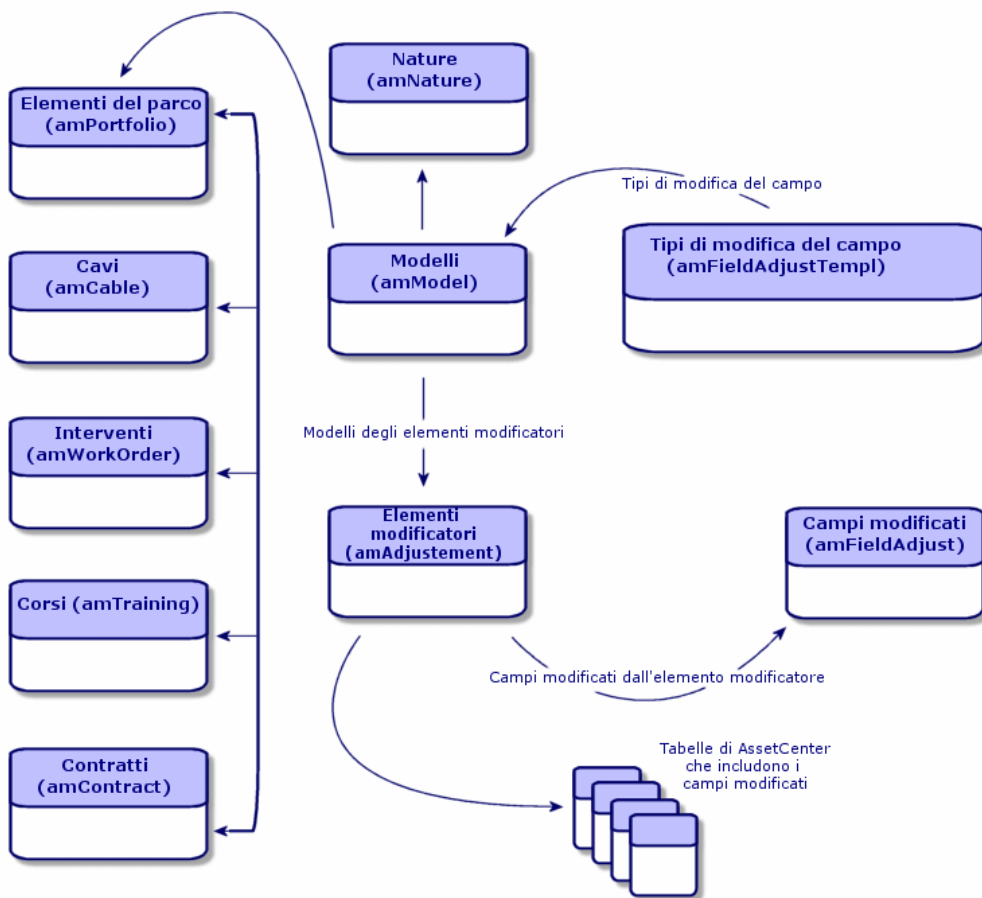 Nature
(amNature)
Elementi del parco
(amPortfolio)
Tipi di modifica del campo
Tipi di modifica del campo
(amFieldAdjustTempl)
Modelli
(amModel)
Cavi
(amCable)
Interventi
(amWorkOrder)
Modelli degli elementi modificatori
Elementi
modificatori
(amAdjustement)
Campi modificati
(amFieldAdjust)
Corsi (amTraining)
Campi modificati dall'elemento modificatore
Contratti
(amContract)
Tabelle di AssetCenter
che includono i
campi modificati